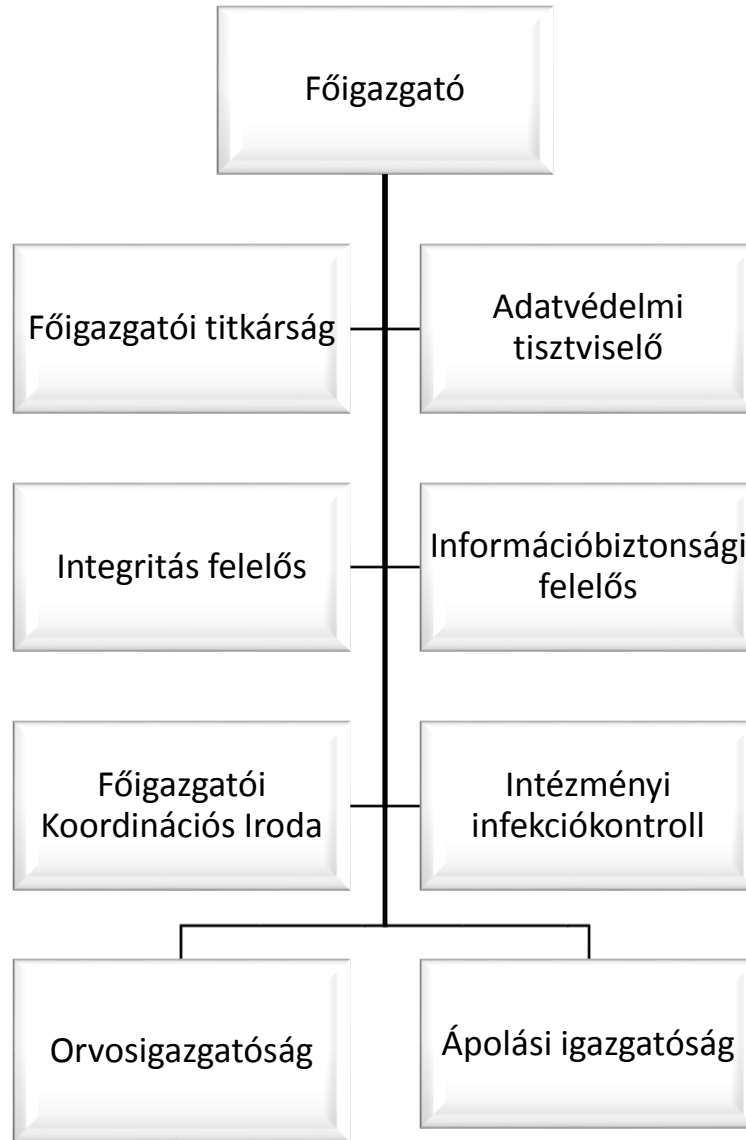 Főigazgató
Főigazgatói titkárság
Adatvédelmi
tisztviselő
Integritás felelős
Információbiztonsági
felelős
Főigazgatói
Koordinációs Iroda
Intézményi
infekciókontroll
Orvosigazgatóság
Ápolási igazgatóság